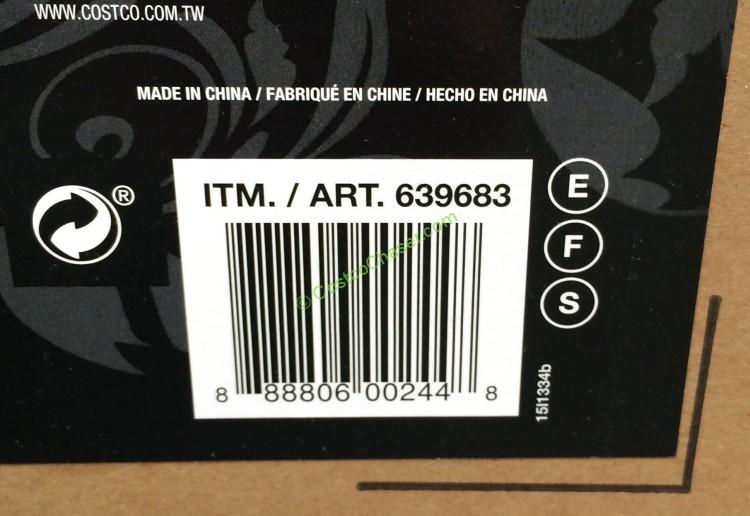 WWW.COSTCO.COM.TW
MADE IN CHINA / FABRIQUÉ EN CHINE / HECHO EN CHINA
®
ITM. / ART. 639683
E
F
S
© CostcoChaser.com
8 88806 00244 8
15I1334b